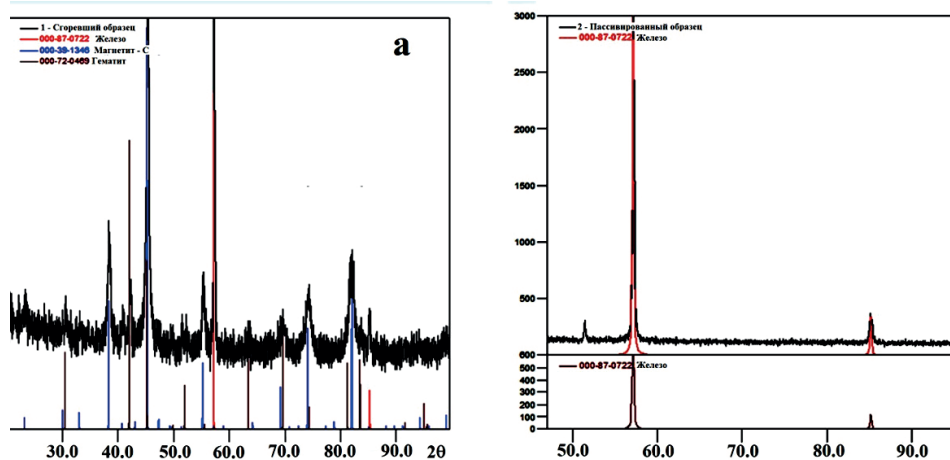 1 - Сгоревший образец
000-87-0722 Железо
000-39-1346 Магнетит - С
000-72-0469 Гематит
а
30.0 40.0 50.0 60.0 70.0 80.0 90.0 2θ
2 - Пассивированный образец
000-87-0722 Железо
3000
2500
2000
1500
1000
500
600
000-87-0722 Железо
500
400
300
200
100
0
50.0 60.0 70.0 80.0 90.0